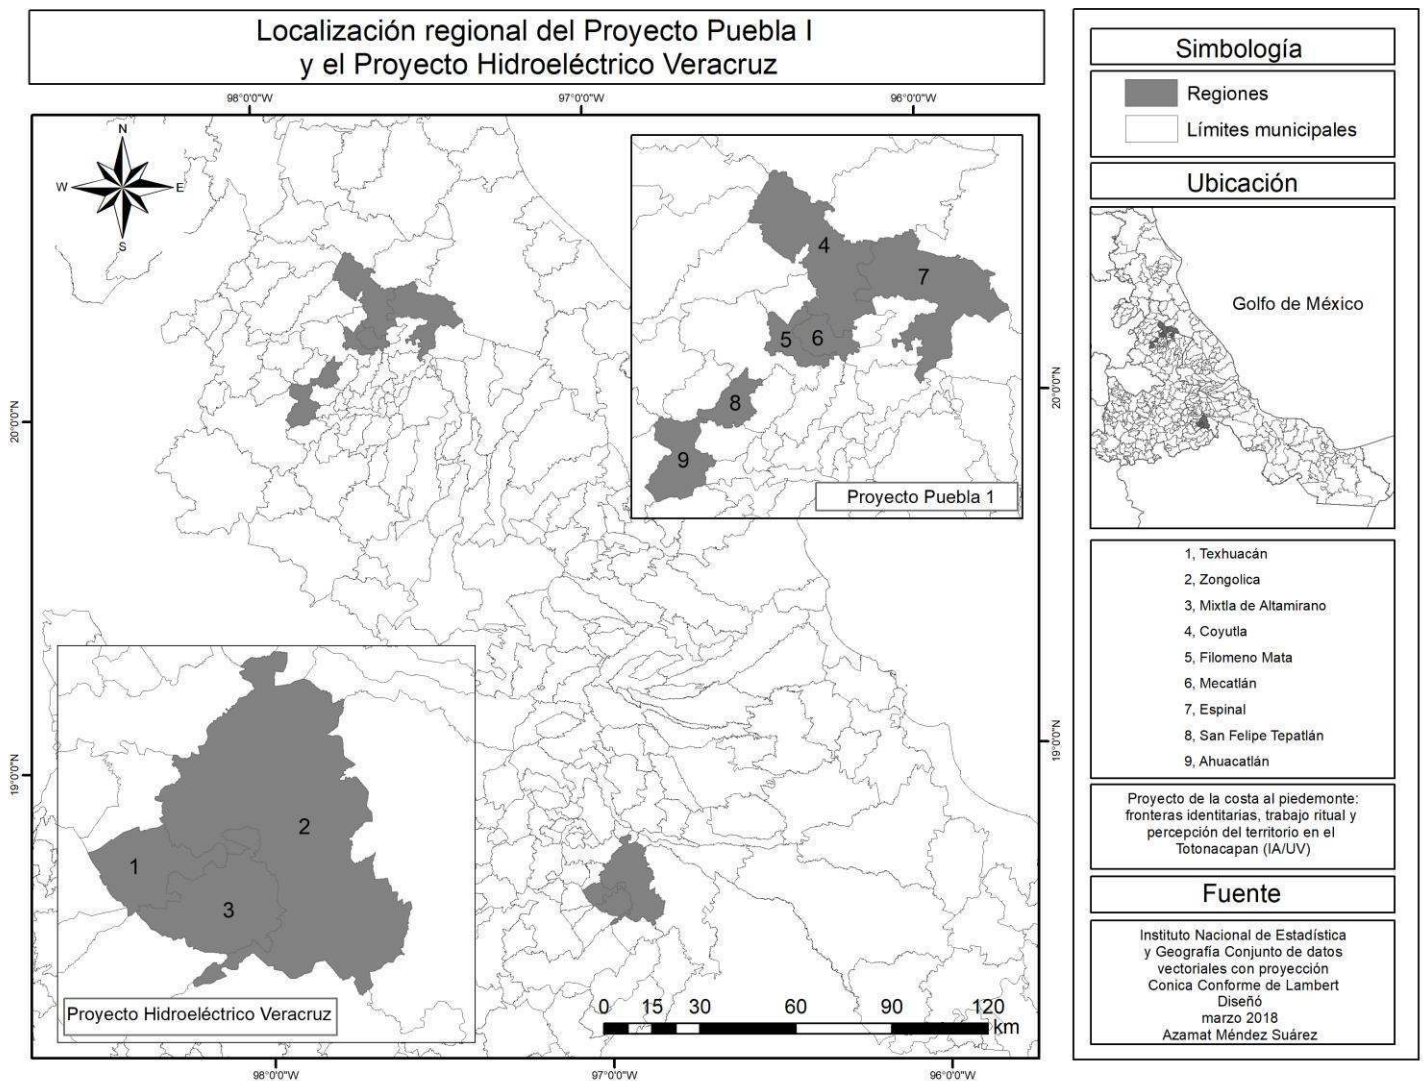 Localización regional del Proyecto Puebla I
y el Proyecto Hidroeléctrico Veracruz
98°0'0"W
97°0'0"W
96°0'0"W
N
W
E
S
4
7
5
6
8
9
Proyecto Puebla 1
20°0'0"N
20°0'0"N
19°0'0"N
19°0'0"N
2
1
3
Proyecto Hidroeléctrico Veracruz
0 15 30 60 90 120
km
98°0'0"W
97°0'0"W
96°0'0"W
Simbología
Regiones
Límites municipales
Ubicación
Golfo de México
1, Texhuacán
2, Zongolica
3, Mixtla de Altamirano
4, Coyutla
5, Filomeno Mata
6, Mecatlán
7, Espinal
8, San Felipe Tepatlán
9, Ahuacatlán
Proyecto de la costa al piedemonte:
fronteras identitarias, trabajo ritual y
percepción del territorio en el
Totonacapan (IA/UV)
Fuente
Instituto Nacional de Estadística
y Geografía Conjunto de datos
vectoriales con proyección
Conica Conforme de Lambert
Diseñó
marzo 2018
Azamat Méndez Suárez